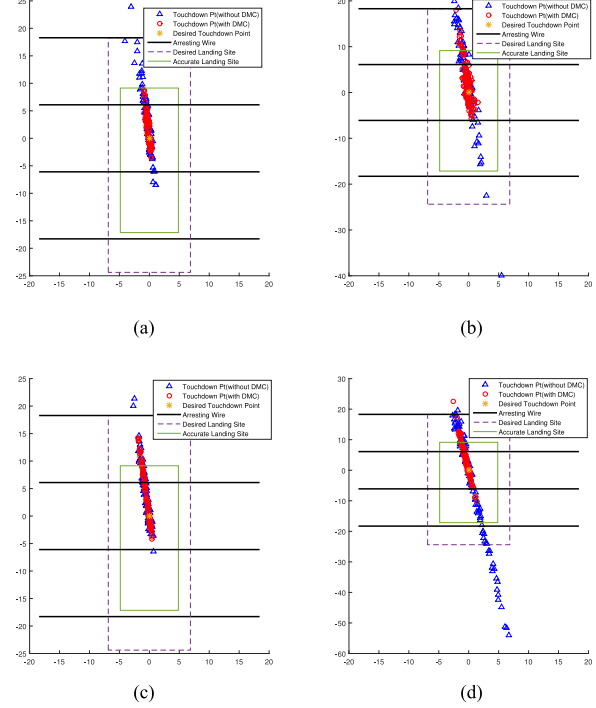 Touchdown Pt(without DMC)
Touchdown Pt(with DMC)
Desired Touchdown Point
Arresting Wire
Desired Landing Site
Accurate Landing Site
20
15
10
5
0
-5
-10
-15
-20
-25
-20 -15 -10 -5 0 5 10 15 20
(a)
Touchdown Pt(without DMC)
Touchdown Pt(with DMC)
Desired Touchdown Point
Arresting Wire
Desired Landing Site
Accurate Landing Site
20
10
0
-10
-20
-30
-40
-20 -15 -10 -5 0 5 10 15 20
(b)
Touchdown Pt(without DMC)
Touchdown Pt(with DMC)
Desired Touchdown Point
Arresting Wire
Desired Landing Site
Accurate Landing Site
25
20
15
10
5
0
-5
-10
-15
-20
-25
-20 -15 -10 -5 0 5 10 15 20
(c)
Touchdown Pt(without DMC)
Touchdown Pt(with DMC)
Desired Touchdown Point
Arresting Wire
Desired Landing Site
Accurate Landing Site
30
20
10
0
-10
-20
-30
-40
-50
-60
-20 -15 -10 -5 0 5 10 15 20
(d)